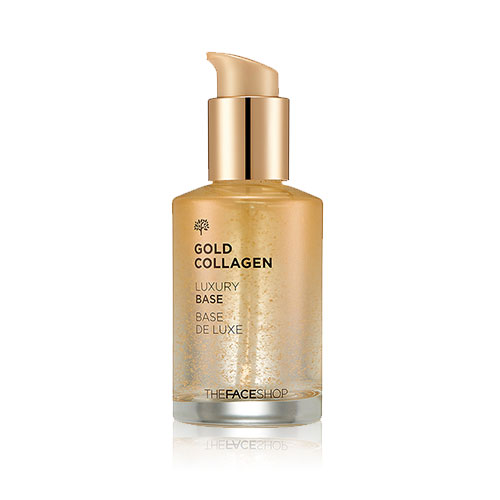 GOLD
COLLAGEN
LUXURY
BASE
BASE
DE LUXE
THEFACESHOP